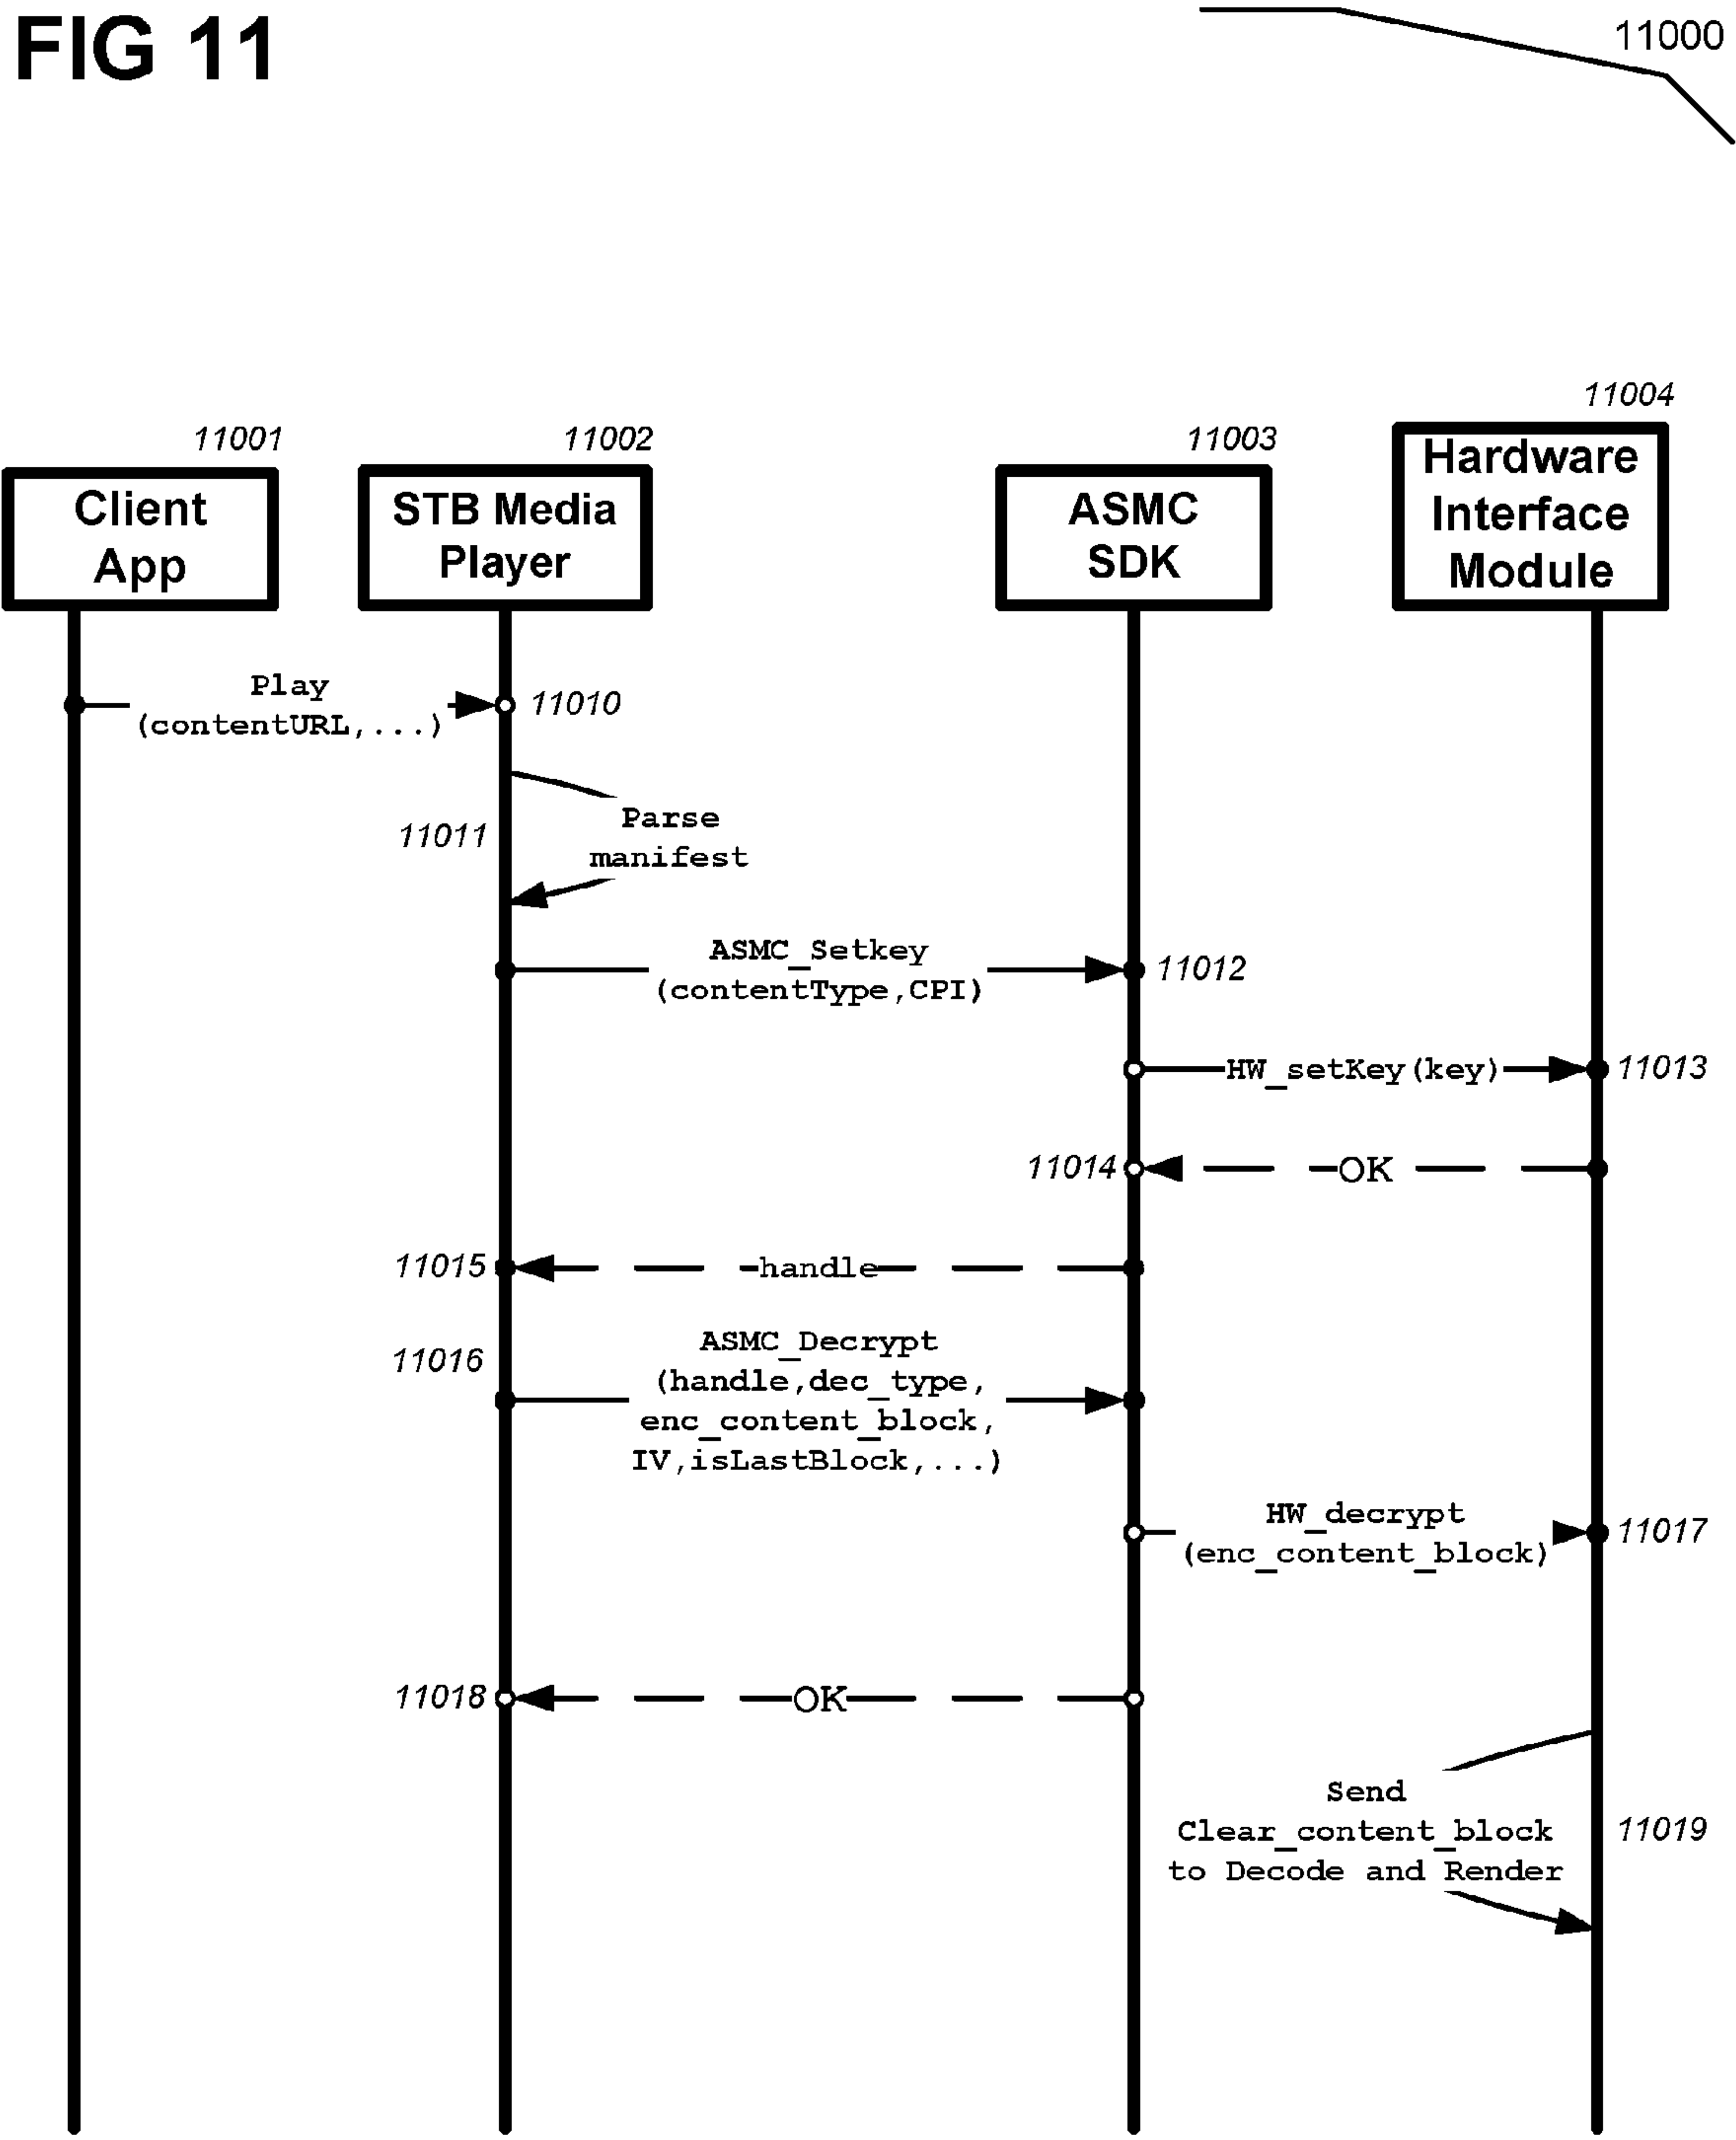 FIG 11
11000
11001
11002
11003
11004
Client
App
STB Media
Player
ASMC
SDK
Hardware
Interface
Module
Play
(contentURL,...)
11010
11011
Parse
manifest
ASMC_Setkey
(contentType,CPI)
11012
HW_setKey(key)
11013
11014
OK
11015
handle
11016
ASMC_Decrypt
(handle,dec_type,
enc_content_block,
IV,isLastBlock,...)
HW_decrypt
(enc_content_block)
11017
11018
OK
Send
Clear_content_block
to Decode and Render
11019